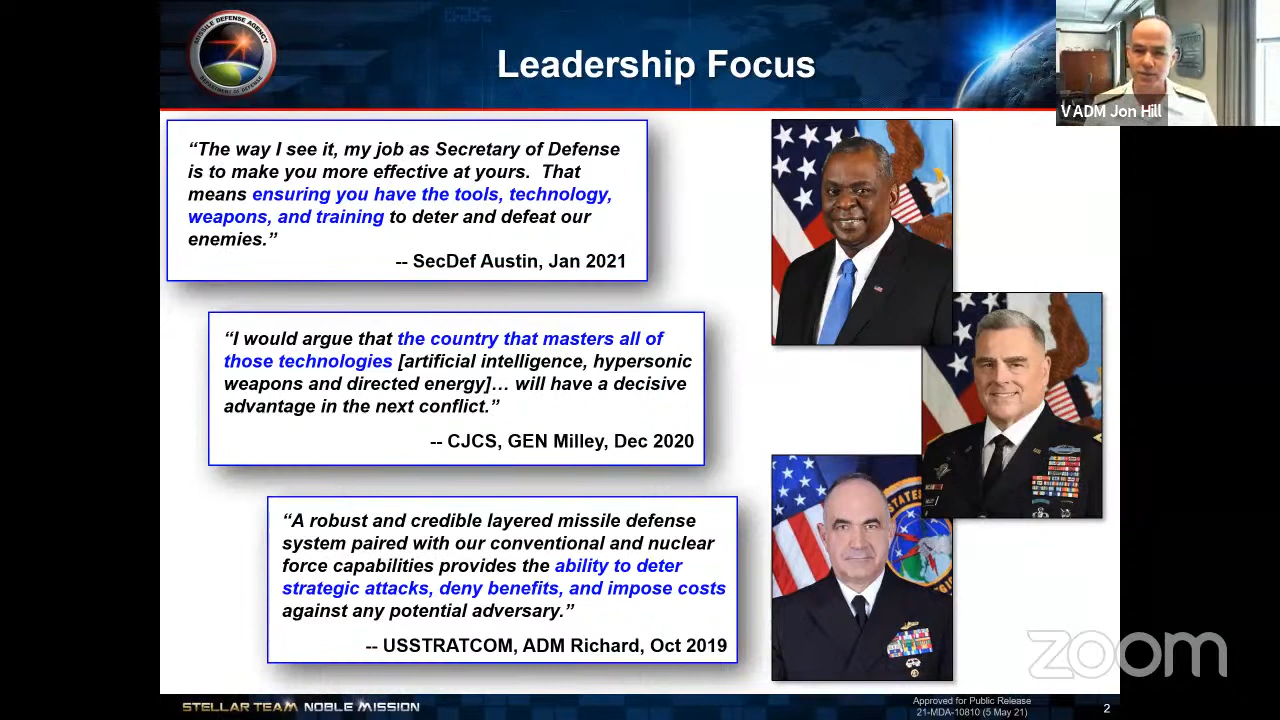 MISSILE DEFENSE AGENCY
DEPARTMENT OF DEFENSE
Leadership Focus
VADM Jon Hill
“The way I see it, my job as Secretary of Defense
is to make you more effective at yours. That
means ensuring you have the tools, technology,
weapons, and training to deter and defeat our
enemies.”
-- SecDef Austin, Jan 2021
“I would argue that the country that masters all of
those technologies [artificial intelligence, hypersonic
weapons and directed energy]… will have a decisive
advantage in the next conflict.”
-- CJCS, GEN Milley, Dec 2020
“A robust and credible layered missile defense
system paired with our conventional and nuclear
force capabilities provides the ability to deter
strategic attacks, deny benefits, and impose costs
against any potential adversary.”
-- USSTRATCOM, ADM Richard, Oct 2019
zoom
STELLAR TEAM NOBLE MISSION
Approved for Public Release
21-MDA-10810 (5 May 21)
2